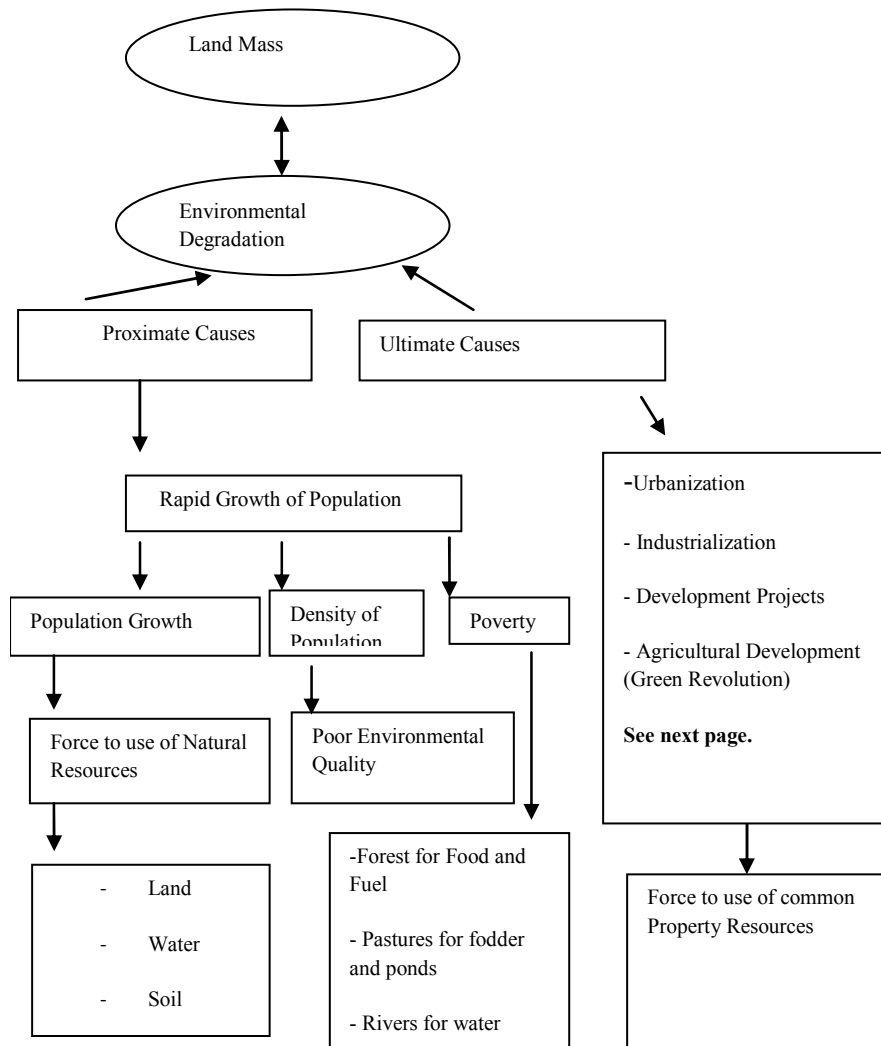 Land Mass
Environmental
Degradation
Proximate Causes
Ultimate Causes
Rapid Growth of Population
-Urbanization
- Industrialization
- Development Projects
- Agricultural Development
(Green Revolution)
See next page.
Population Growth
Density of
Population
Poverty
Force to use of Natural
Resources
Poor Environmental
Quality
- Land
- Water
- Soil
-Forest for Food and
Fuel
- Pastures for fodder
and ponds
- Rivers for water
Force to use of common
Property Resources